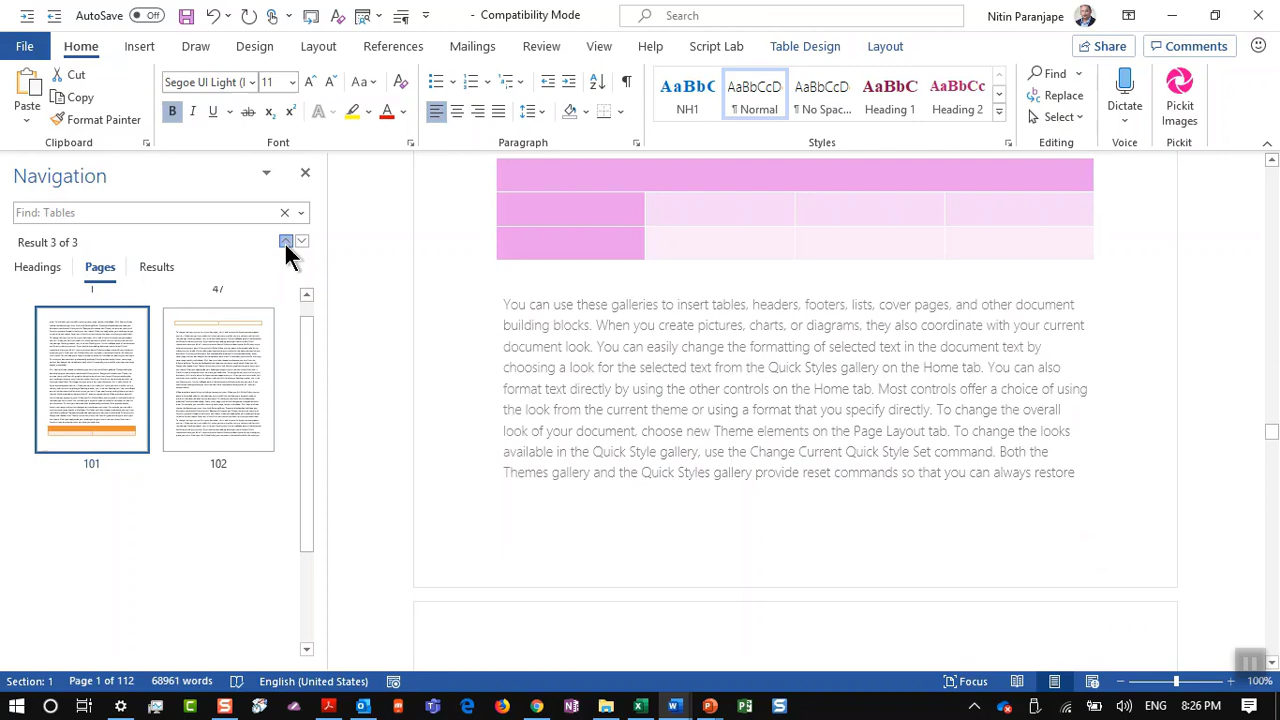 AutoSave Off
- Compatibility Mode
Search
Nitin Paranjape
File Home Insert Draw Design Layout References Mailings Review View Help Script Lab Table Design Layout
Share Comments
Paste
Cut
Copy
Format Painter
Segoe UI Light (I 11
Aa
B I U ab x₂ x²
A A
AaBbC AaBbCcD AaBbCcD AaBbC AaBbCc
NH1 ¶ Normal ¶ No Spac... Heading 1 Heading 2
Find
Replace
Select
Dictate
Pickit
Images
Clipboard Font Paragraph Styles Editing Voice Pickit
Navigation
Find: Tables
Result 3 of 3
Headings Pages Results
1 47
101 102
You can use these galleries to insert tables, headers, footers, lists, cover pages, and other document
building blocks. When you create pictures, charts, or diagrams, they also coordinate with your current
document look. You can easily change the formatting of selected text in the document text by
choosing a look for the selected text from the Quick Styles gallery on the Home tab. You can also
format text directly by using the other controls on the Home tab. Most controls offer a choice of using
the look from the current theme or using a format that you specify directly. To change the overall
look of your document, choose new Theme elements on the Page Layout tab. To change the looks
available in the Quick Style gallery, use the Change Current Quick Style Set command. Both the
Themes gallery and the Quick Styles gallery provide reset commands so that you can always restore
Section: 1 Page 1 of 112 68961 words English (United States) Focus 100%
ENG 8:26 PM